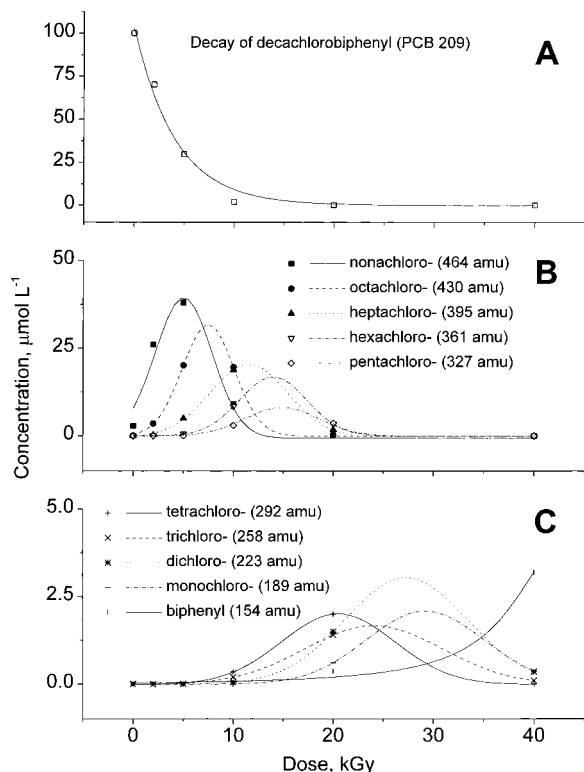 Decay of decachlorobiphenyl (PCB 209)
A
100
75
50
25
0
B
nonachloro- (464 amu)
octachloro- (430 amu)
heptachloro- (395 amu)
hexachloro- (361 amu)
pentachloro- (327 amu)
50
25
0
Concentration, μmol L-1
C
tetrachloro- (292 amu)
trichloro- (258 amu)
dichloro- (223 amu)
monochloro- (189 amu)
biphenyl (154 amu)
5.0
2.5
0.0
0 10 20 30 40
Dose, kGy